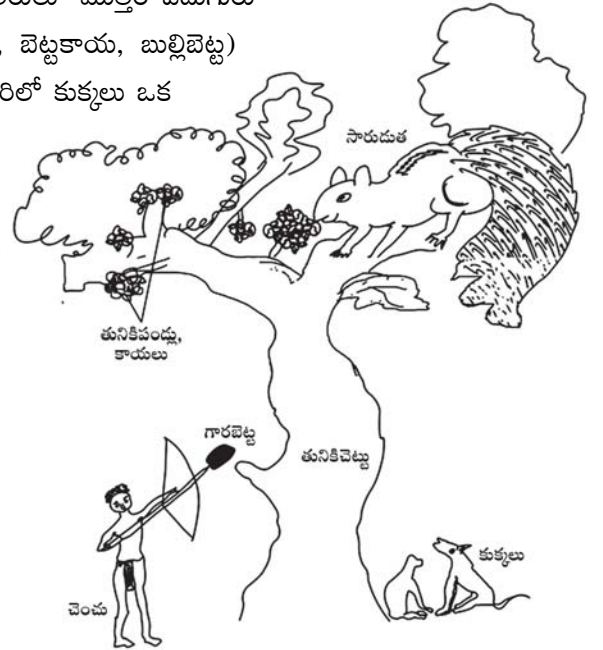 బెట్టకాయ, బుల్లిబెట్ట)
కుక్కలు ఒక
సారుడుత
తునికిపండ్లు,
కాయలు
గారబెట్ట
తునికిచెట్టు
కుక్కలు
చెంచు